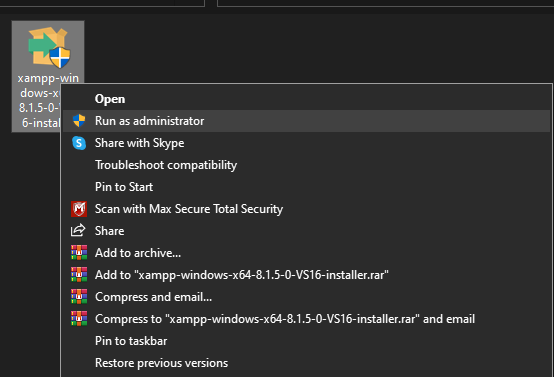 xampp-win
dows-x
8.1.5-0-V
6-install
Open
Run as administrator
Share with Skype
Troubleshoot compatibility
Pin to Start
Scan with Max Secure Total Security
Share
Add to archive...
Add to "xampp-windows-x64-8.1.5-0-VS16-installer.rar"
Compress and email...
Compress to "xampp-windows-x64-8.1.5-0-VS16-installer.rar" and email
Pin to taskbar
Restore previous versions